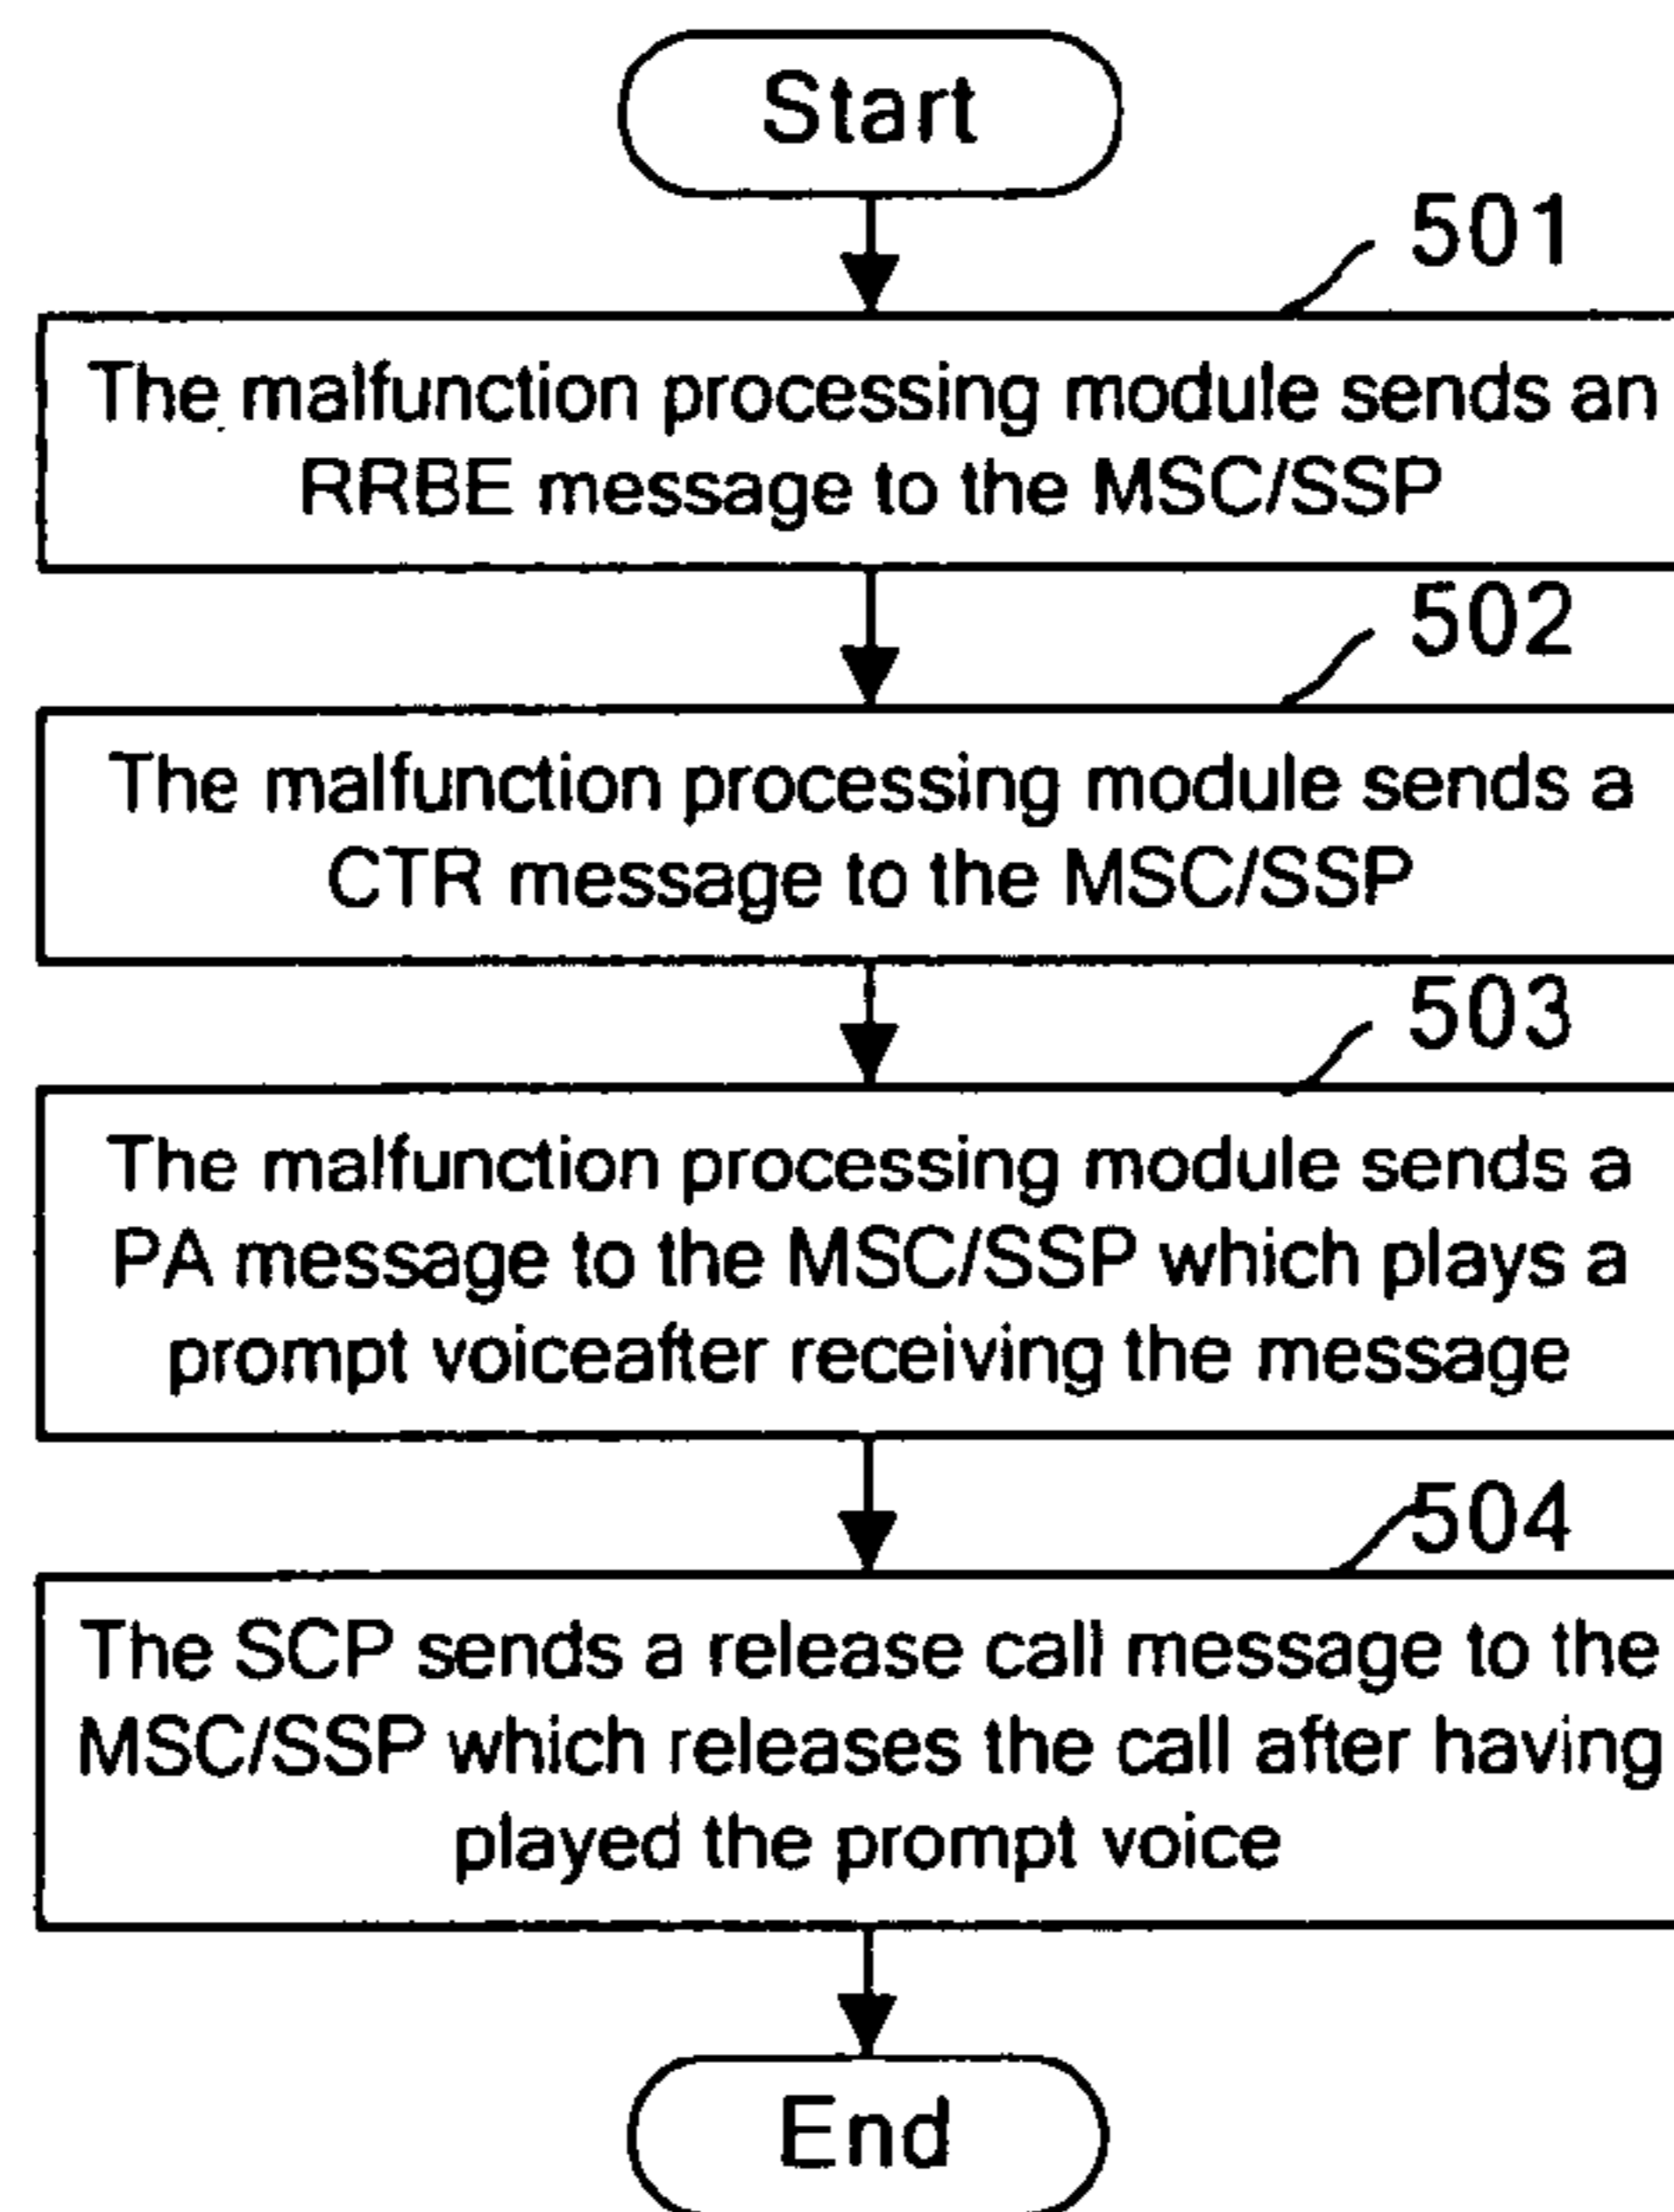 Start
501
The malfunction processing module sends an
RRBE message to the MSC/SSP
502
The malfunction processing module sends a
CTR message to the MSC/SSP
503
The malfunction processing module sends a
PA message to the MSC/SSP which plays a
prompt voiceafter receiving the message
504
The SCP sends a release call message to the
MSC/SSP which releases the call after having
played the prompt voice
End